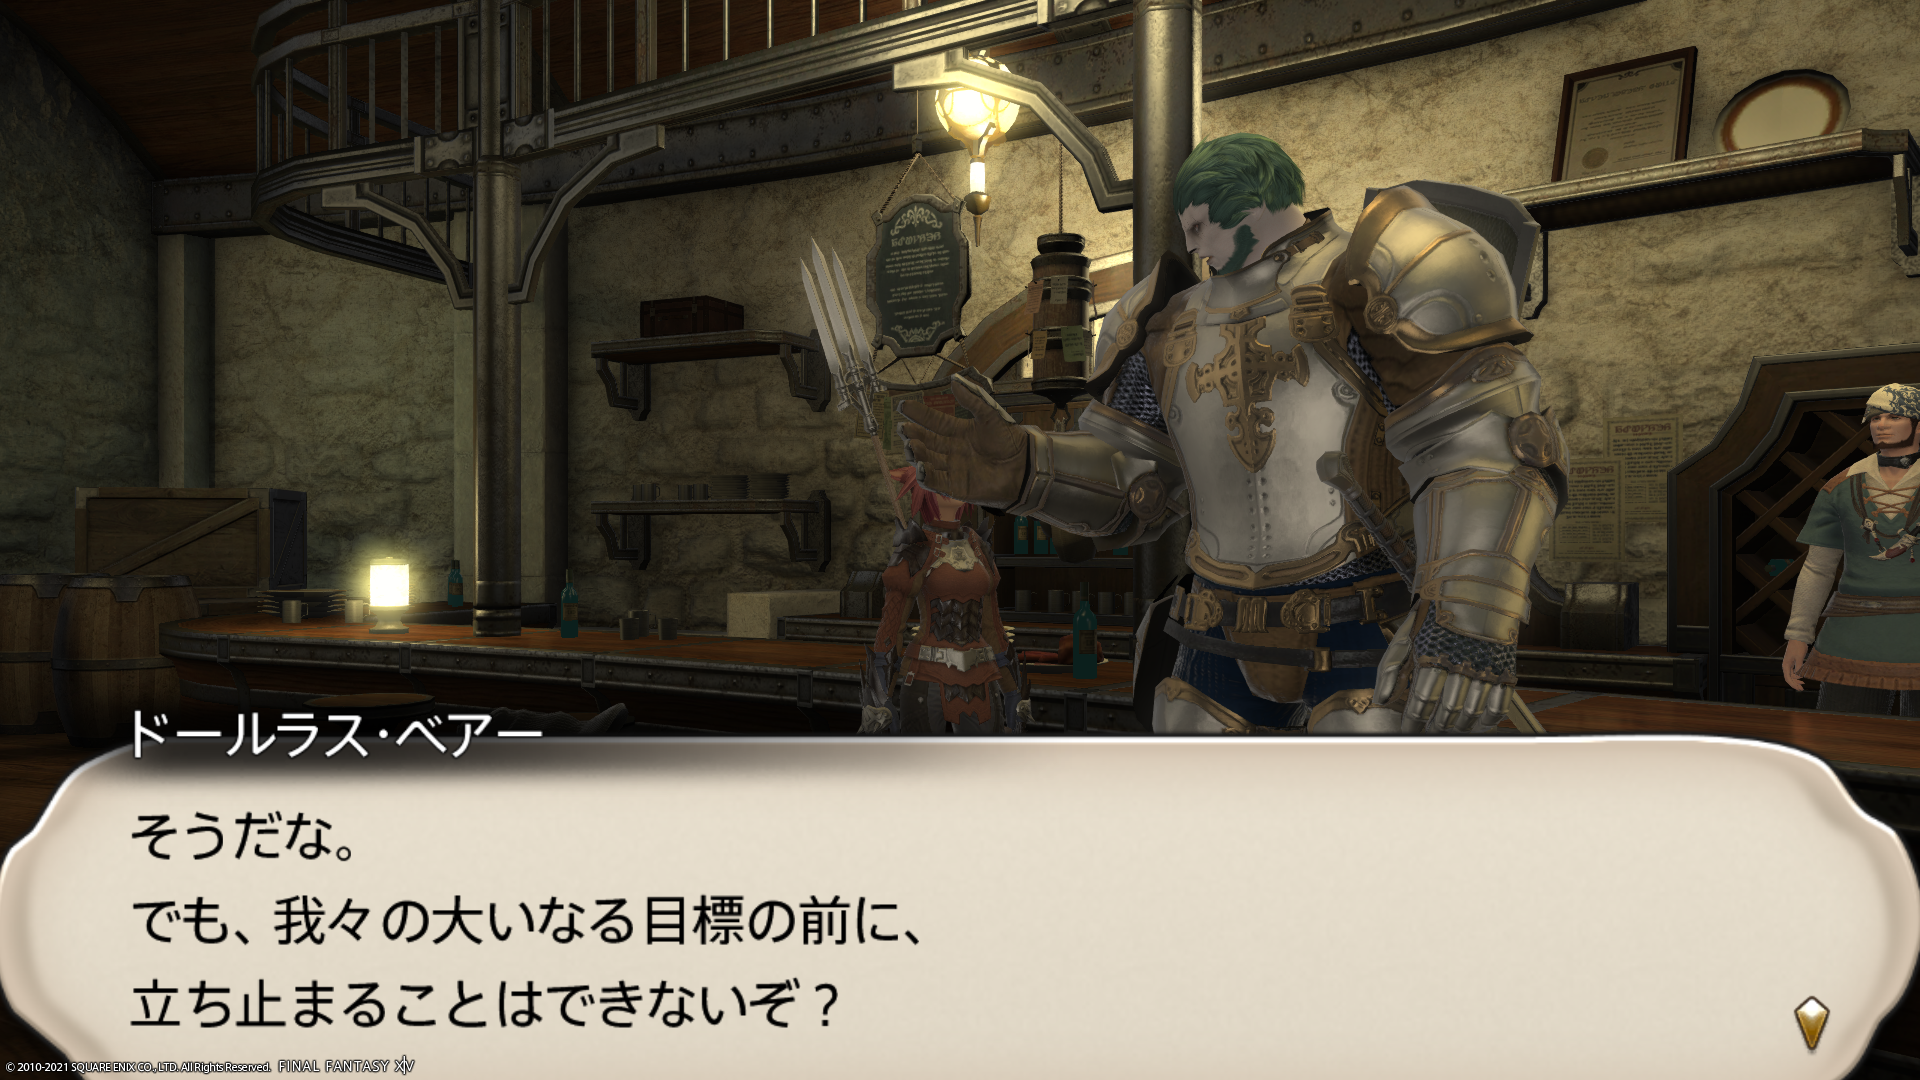 ドールラス・ベアー
そうだな。
でも、我々の大いなる目標の前に、
立ち止まることはできないぞ？
© 2010-2021 SQUARE ENIX CO., LTD. All Rights Reserved. FINAL FANTASY XIV